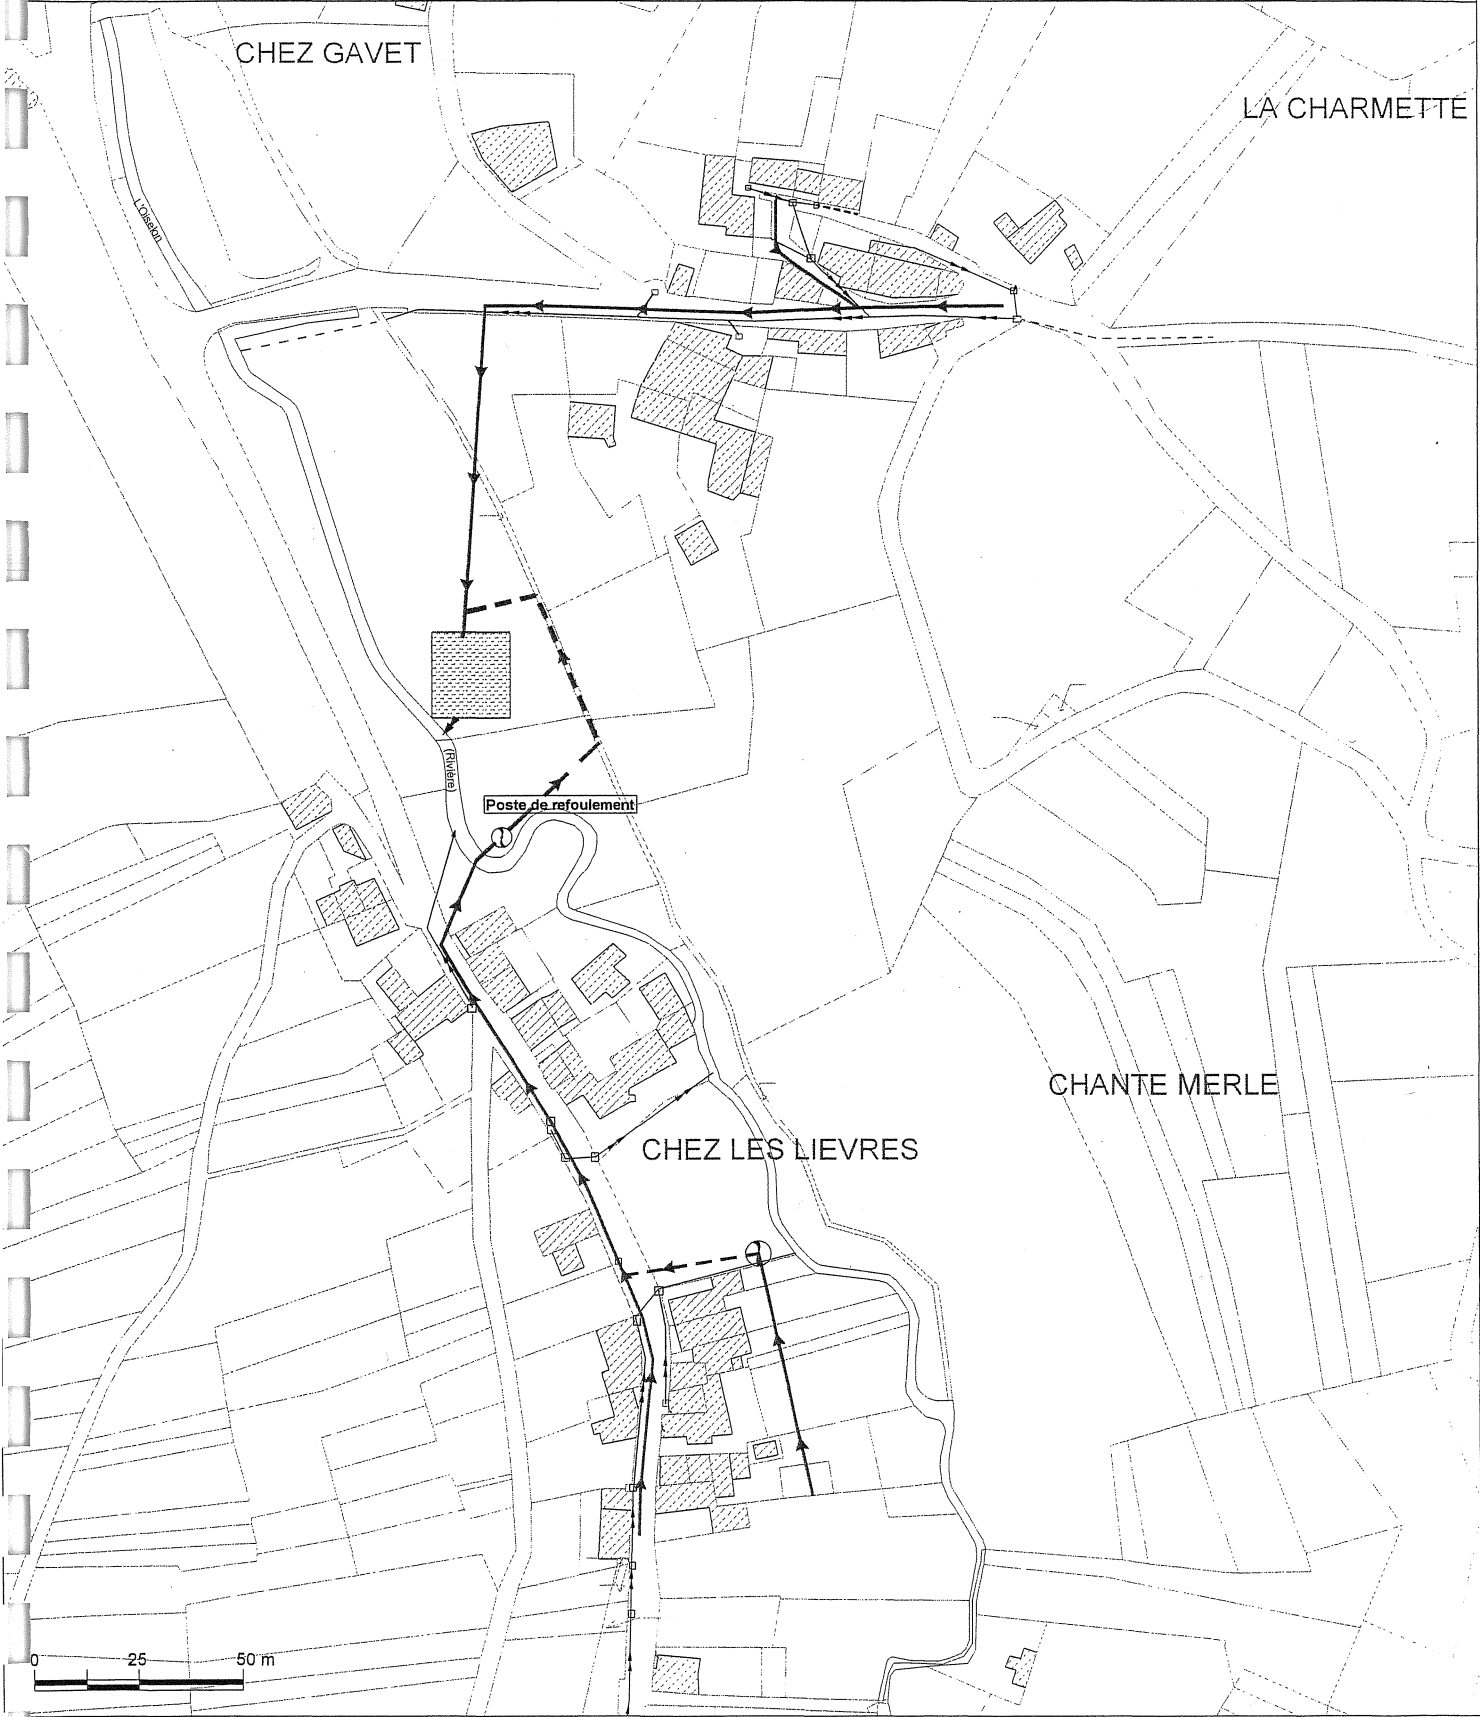 CHEZ GAVET
LA CHARMETTE
L'Oiselon
(Rivière)
Poste de refoulement
CHANTE MERLE
CHEZ LES LIEVRES
0 25 50 m